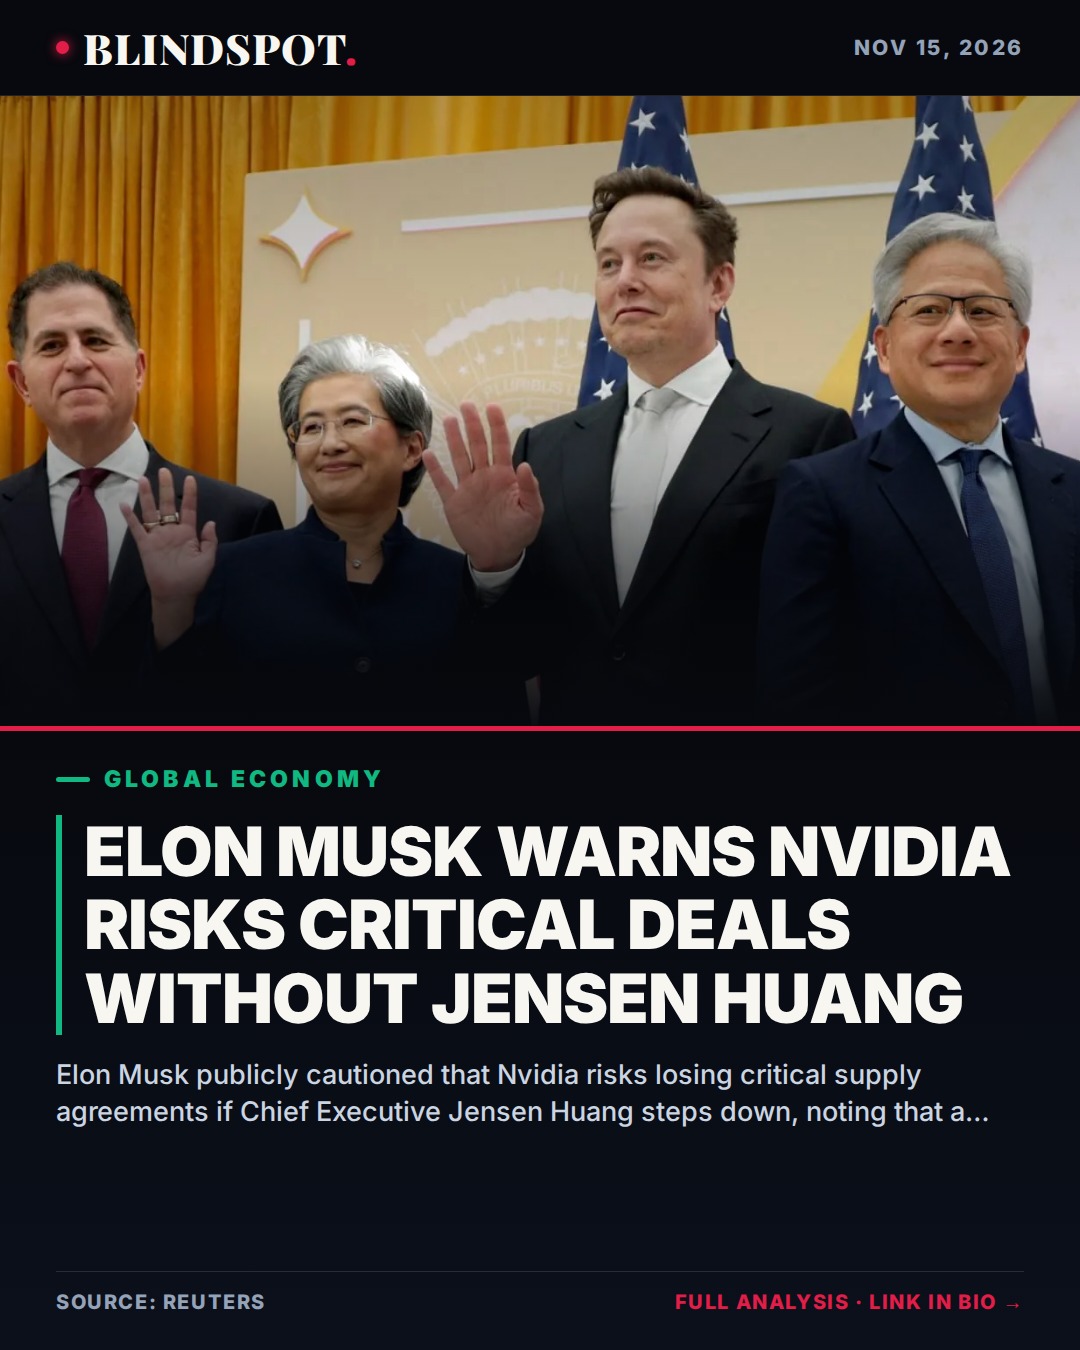 BLINDSPOT.
NOV 15, 2026
PLURIBUS U
GLOBAL ECONOMY
ELON MUSK WARNS NVIDIA
RISKS CRITICAL DEALS
WITHOUT JENSEN HUANG
Elon Musk publicly cautioned that Nvidia risks losing critical supply
agreements if Chief Executive Jensen Huang steps down, noting that a...
SOURCE: REUTERS
FULL ANALYSIS · LINK IN BIO →